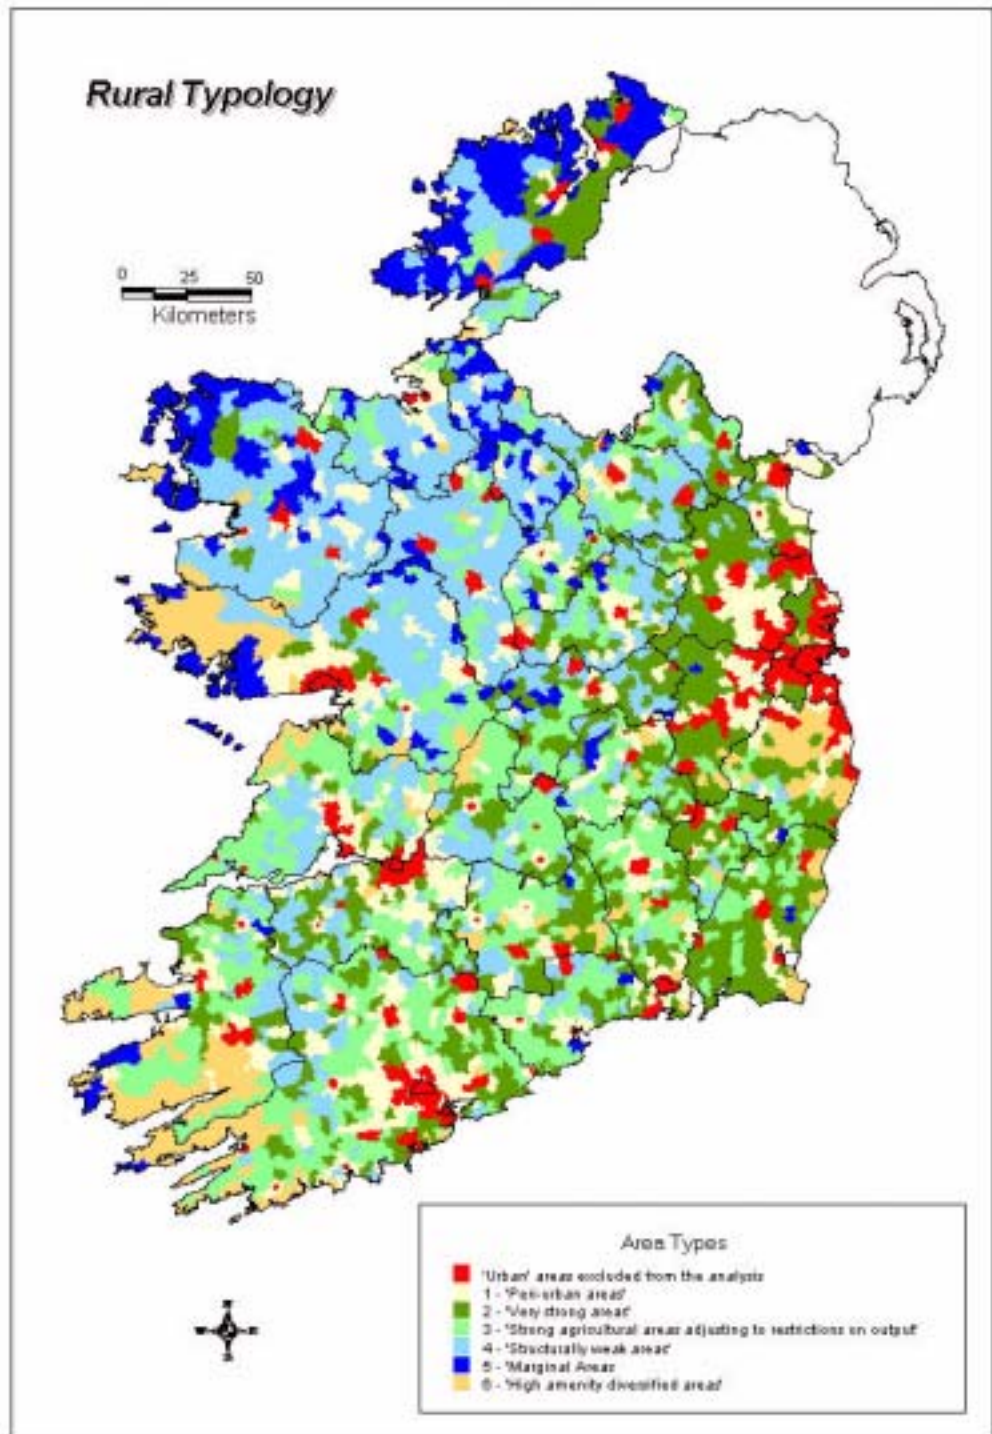 Rural Typology
0 25 50
Kilometers
Area Types
'Urban' areas excluded from the analysis
1 - 'Peri-urban areas'
2 - 'Very strong areas'
3 - 'Strong agricultural areas adjusting to restrictions on output'
4 - 'Structurally weak areas'
5 - 'Marginal Areas
6 - 'High amenity diversified areas'
N
W E
S